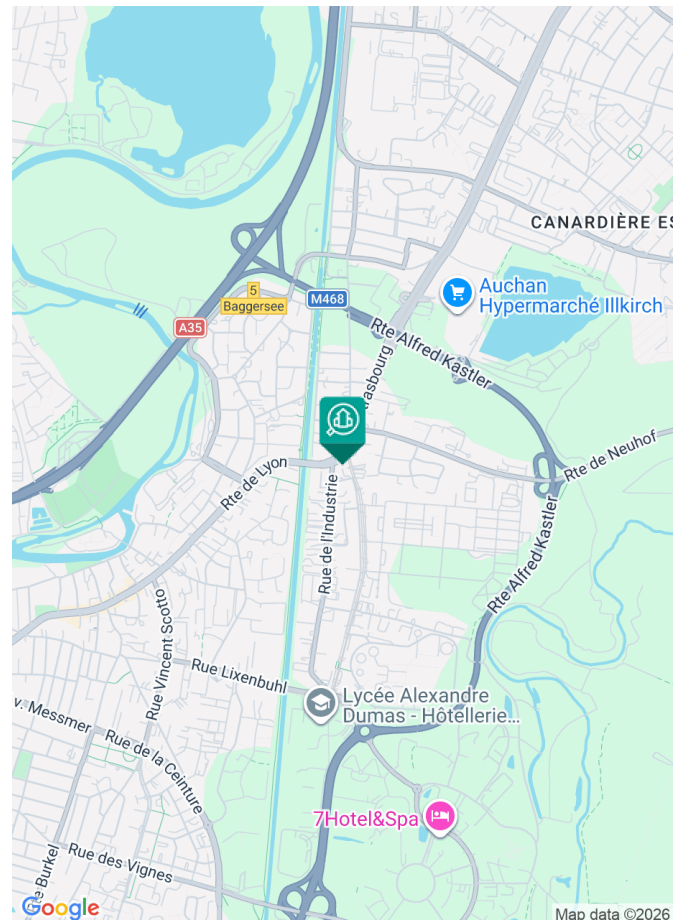 CANARDIÈRE ES
Auchan
Hypermarché Illkirch
5
Baggersee
M468
A35
Rte Alfred Kastler
trasbourg
Rte de Neuhof
Rte de Lyon
Rue de l'Industrie
Rte Alfred Kastler
Rue Vincent Scotto
Rue Lixenbuhl
Lycée Alexandre
Dumas - Hôtellerie...
v. Messmer
Rue de la Ceinture
7Hotel&Spa
Rue des Vignes
e Burkel
Google
Map data ©2026